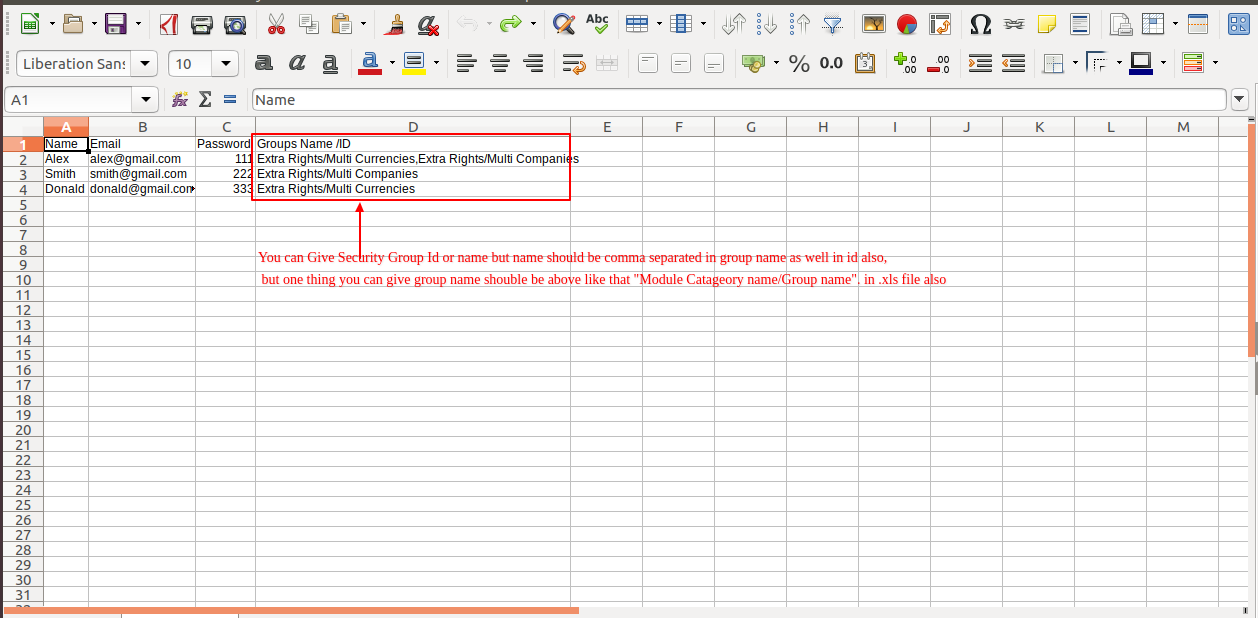 Abc
Liberation Sans
10
a a a a
% 0.0 3 .00 .00
A1
Σ =
Name
A B C D E F G H I J K L M
1 Name Email Password Groups Name /ID
2 Alex alex@gmail.com 111 Extra Rights/Multi Currencies,Extra Rights/Multi Companies
3 Smith smith@gmail.com 222 Extra Rights/Multi Companies
4 Donald donald@gmail.com 333 Extra Rights/Multi Currencies
5
6
7
8
You can Give Security Group Id or name but name should be comma separated in group name as well in id also,
9
10 but one thing you can give group name shouble be above like that "Module Catageory name/Group name". in .xls file also
11
12
13
14
15
16
17
18
19
20
21
22
23
24
25
26
27
28
29
30
31